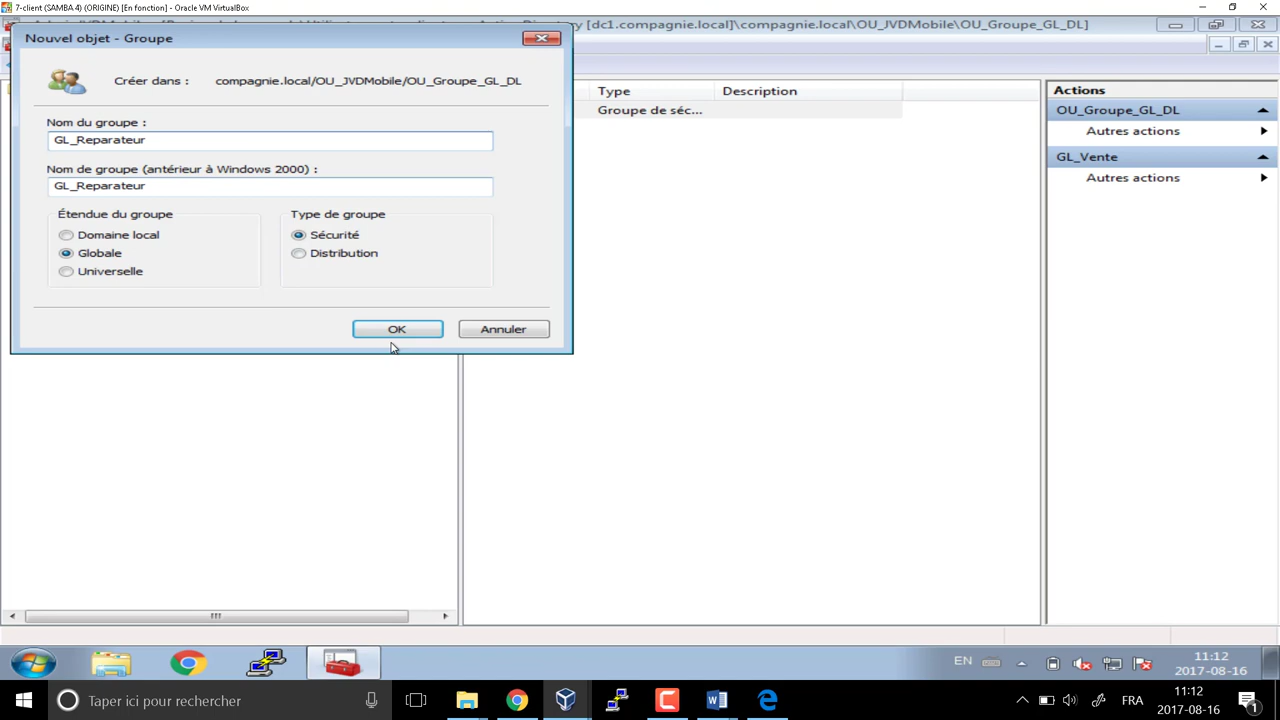 7-client (SAMBA 4) (ORIGINE) [En fonction] - Oracle VM VirtualBox
[dc1.compagnie.local]\compagnie.local\OU_JVDMobile\OU_Groupe_GL_DL]
Nouvel objet - Groupe
Créer dans :
compagnie.local/OU_JVDMobile/OU_Groupe_GL_DL
Nom du groupe :
GL_Reparateur
Nom de groupe (antérieur à Windows 2000) :
GL_Reparateur
Étendue du groupe
Domaine local
Globale
Universelle
Type de groupe
Sécurité
Distribution
OK
Annuler
Type
Description
Groupe de séc...
Actions
OU_Groupe_GL_DL
Autres actions
GL_Vente
Autres actions
EN
11:12
2017-08-16
Taper ici pour rechercher
FRA
11:12
2017-08-16
1